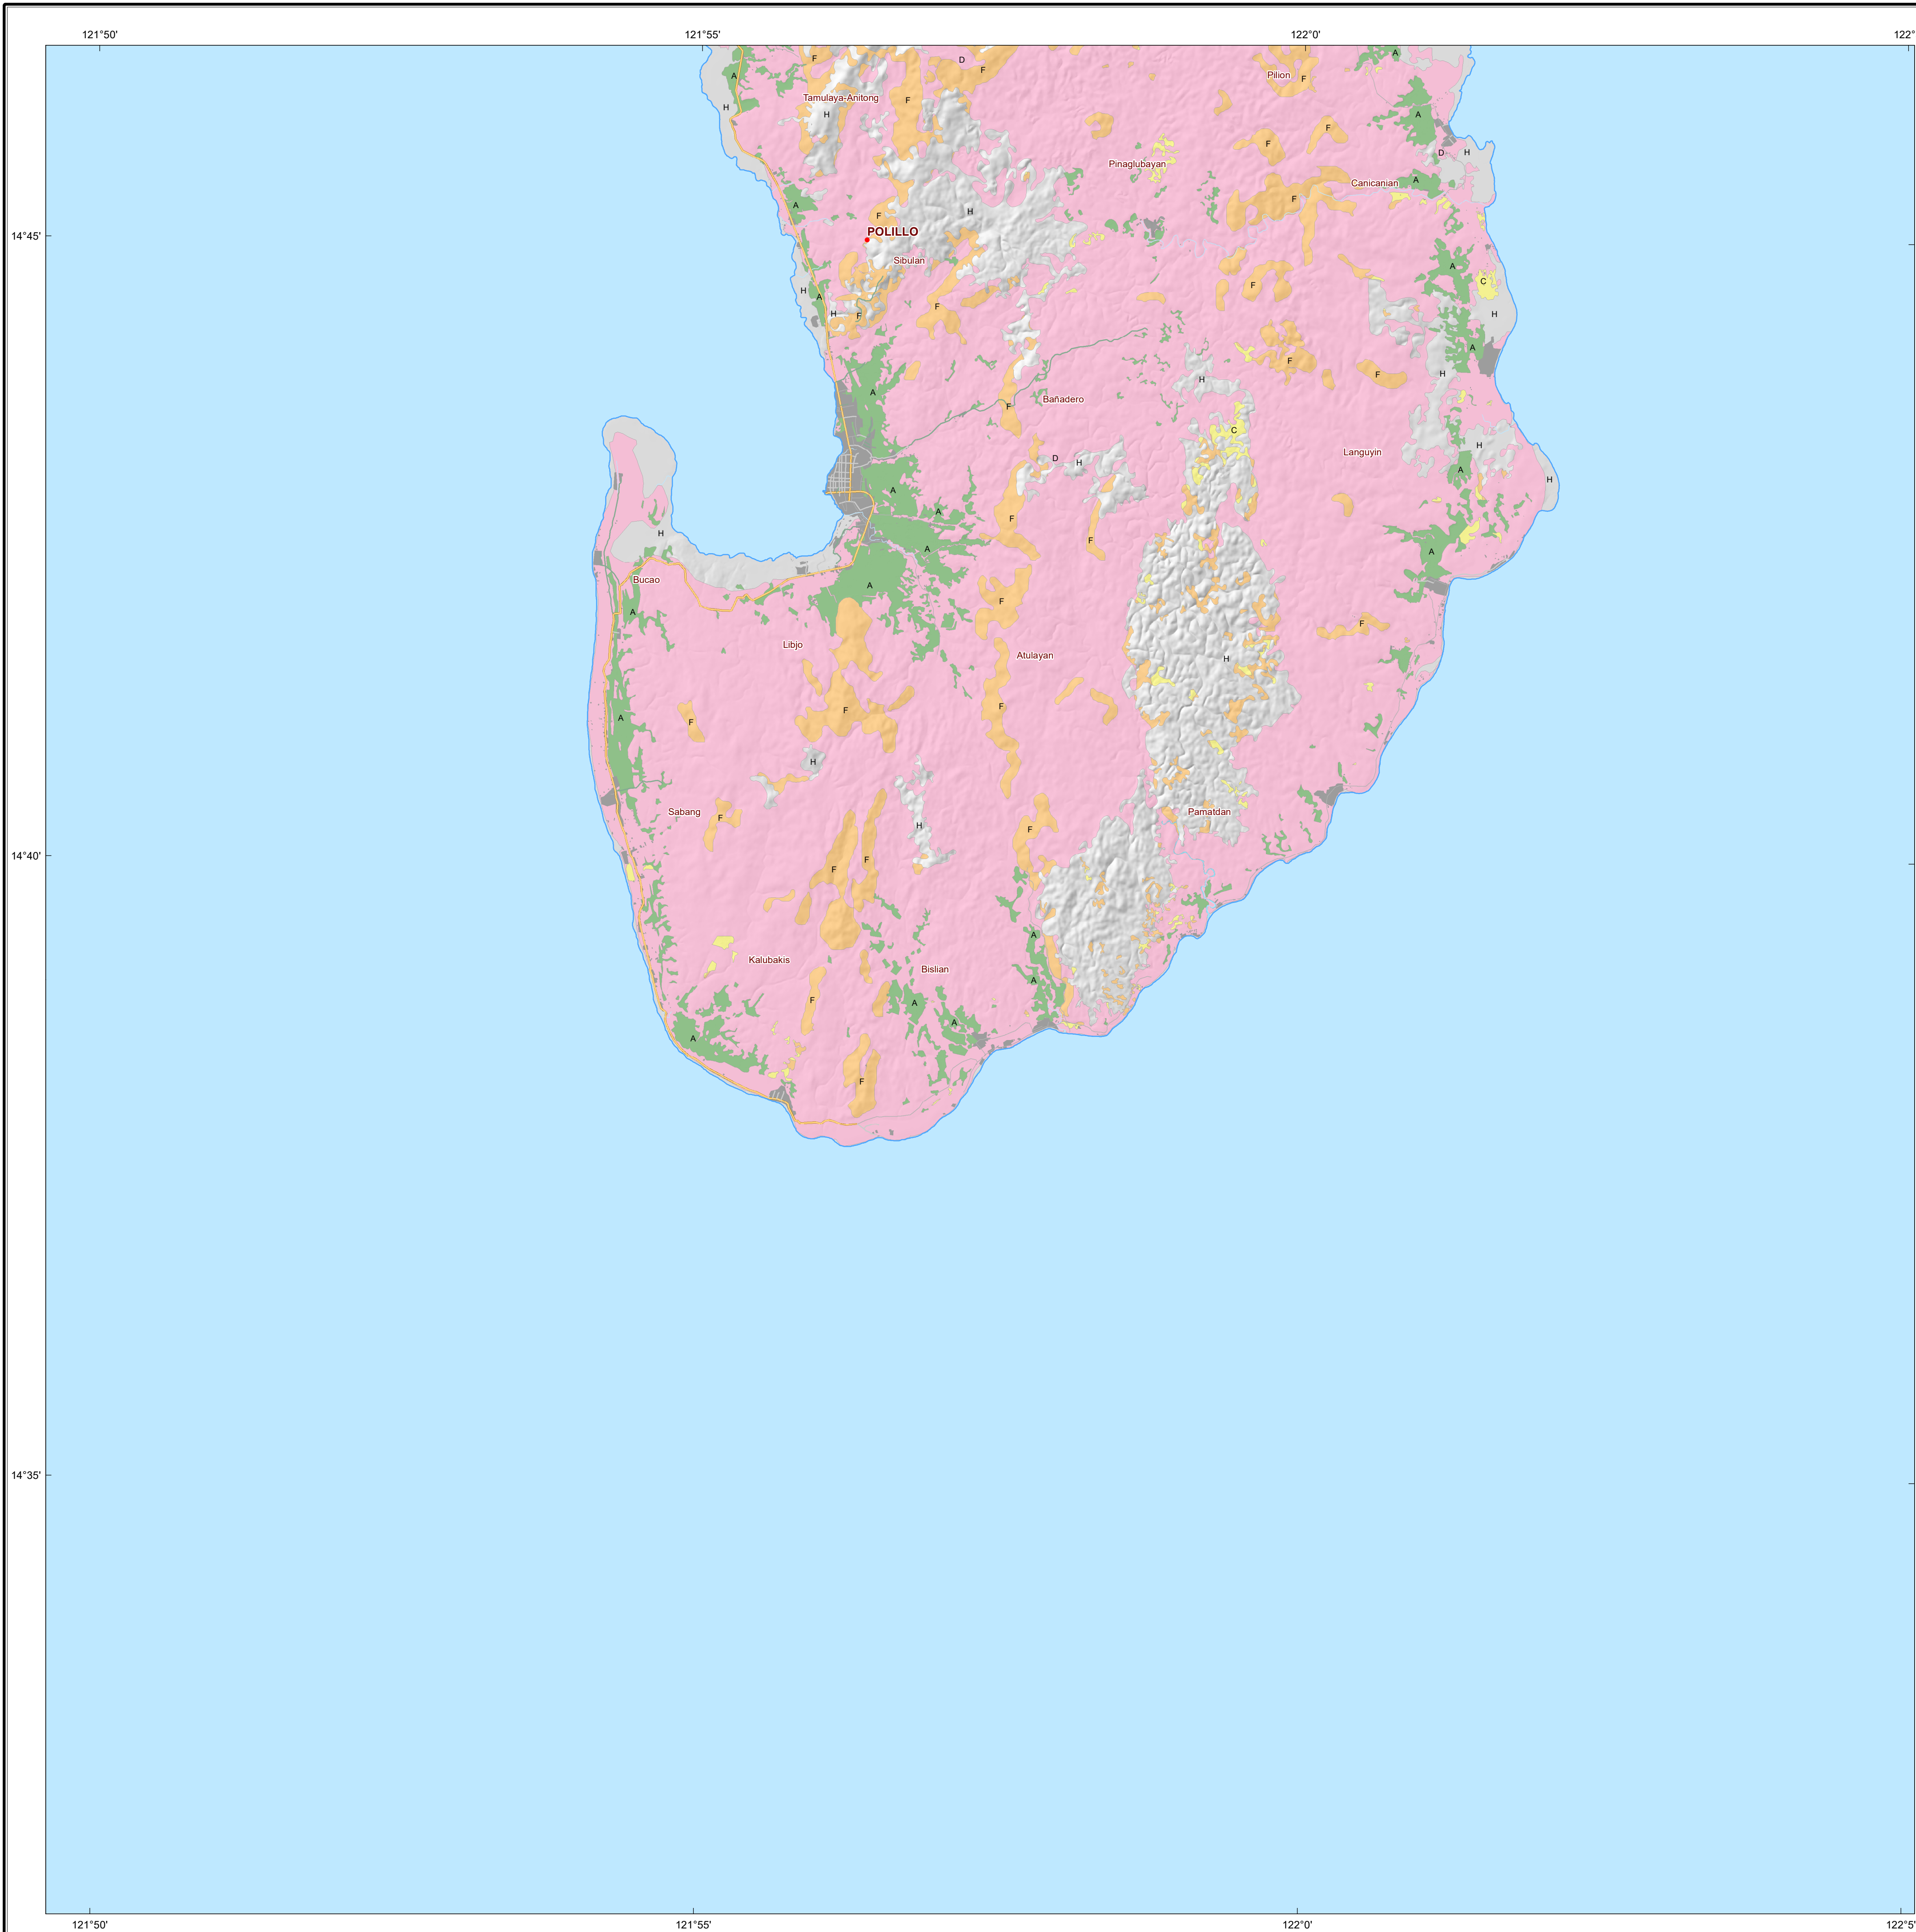 121°50'
121°55'
122°0'
122°
A
F
D
F
Pilion
F
A
A
H
Tamulaya-Anitong
F
H
A
F
F
D
H
Pinaglubayan
Canicanian
A
A
F
H
F
14°45'
POLILLO
Sibulan
A
C
F
H
A
H
F
F
H
A
F
H
H
F
F
A
Bañadero
F
C
H
Languyin
D
H
A
H
A
F
A
H
F
A
A
Bucao
A
F
A
F
Libjo
Atulayan
H
A
F
F
F
H
Sabang
F
Pamatdan
H
F
14°40'
F
F
A
Kalubakis
Bislian
A
F
A
A
A
F
14°35'
121°50'
121°55'
122°0'
122°5'